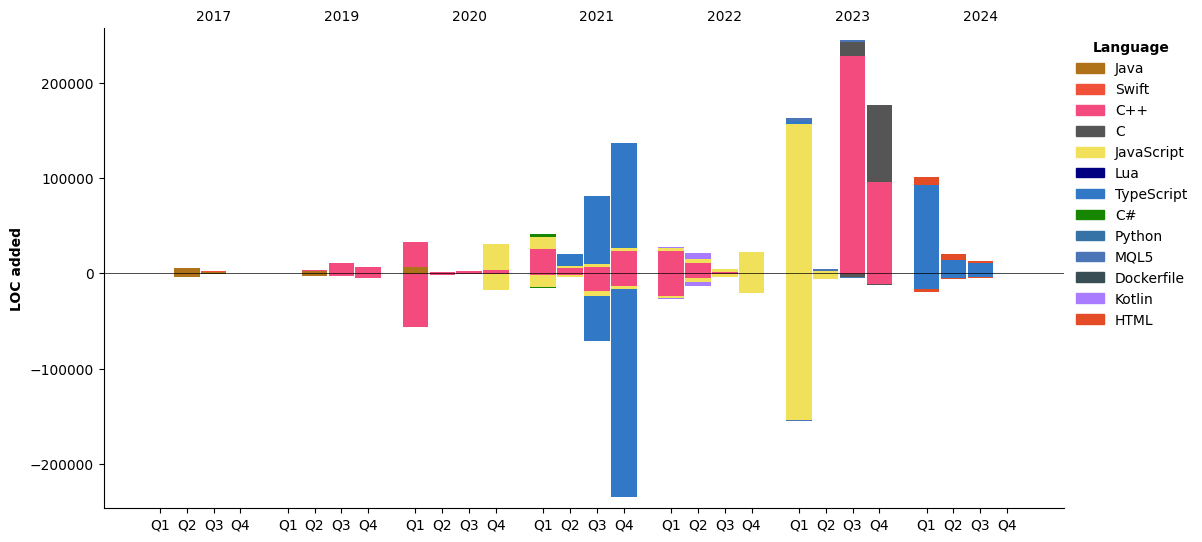 2017 2019 2020 2021 2022 2023 2024
LOC added
200000
100000
0
−100000
−200000
Q1 Q2 Q3 Q4 Q1 Q2 Q3 Q4 Q1 Q2 Q3 Q4 Q1 Q2 Q3 Q4 Q1 Q2 Q3 Q4 Q1 Q2 Q3 Q4 Q1 Q2 Q3 Q4
Language
Java
Swift
C++
C
JavaScript
Lua
TypeScript
C#
Python
MQL5
Dockerfile
Kotlin
HTML